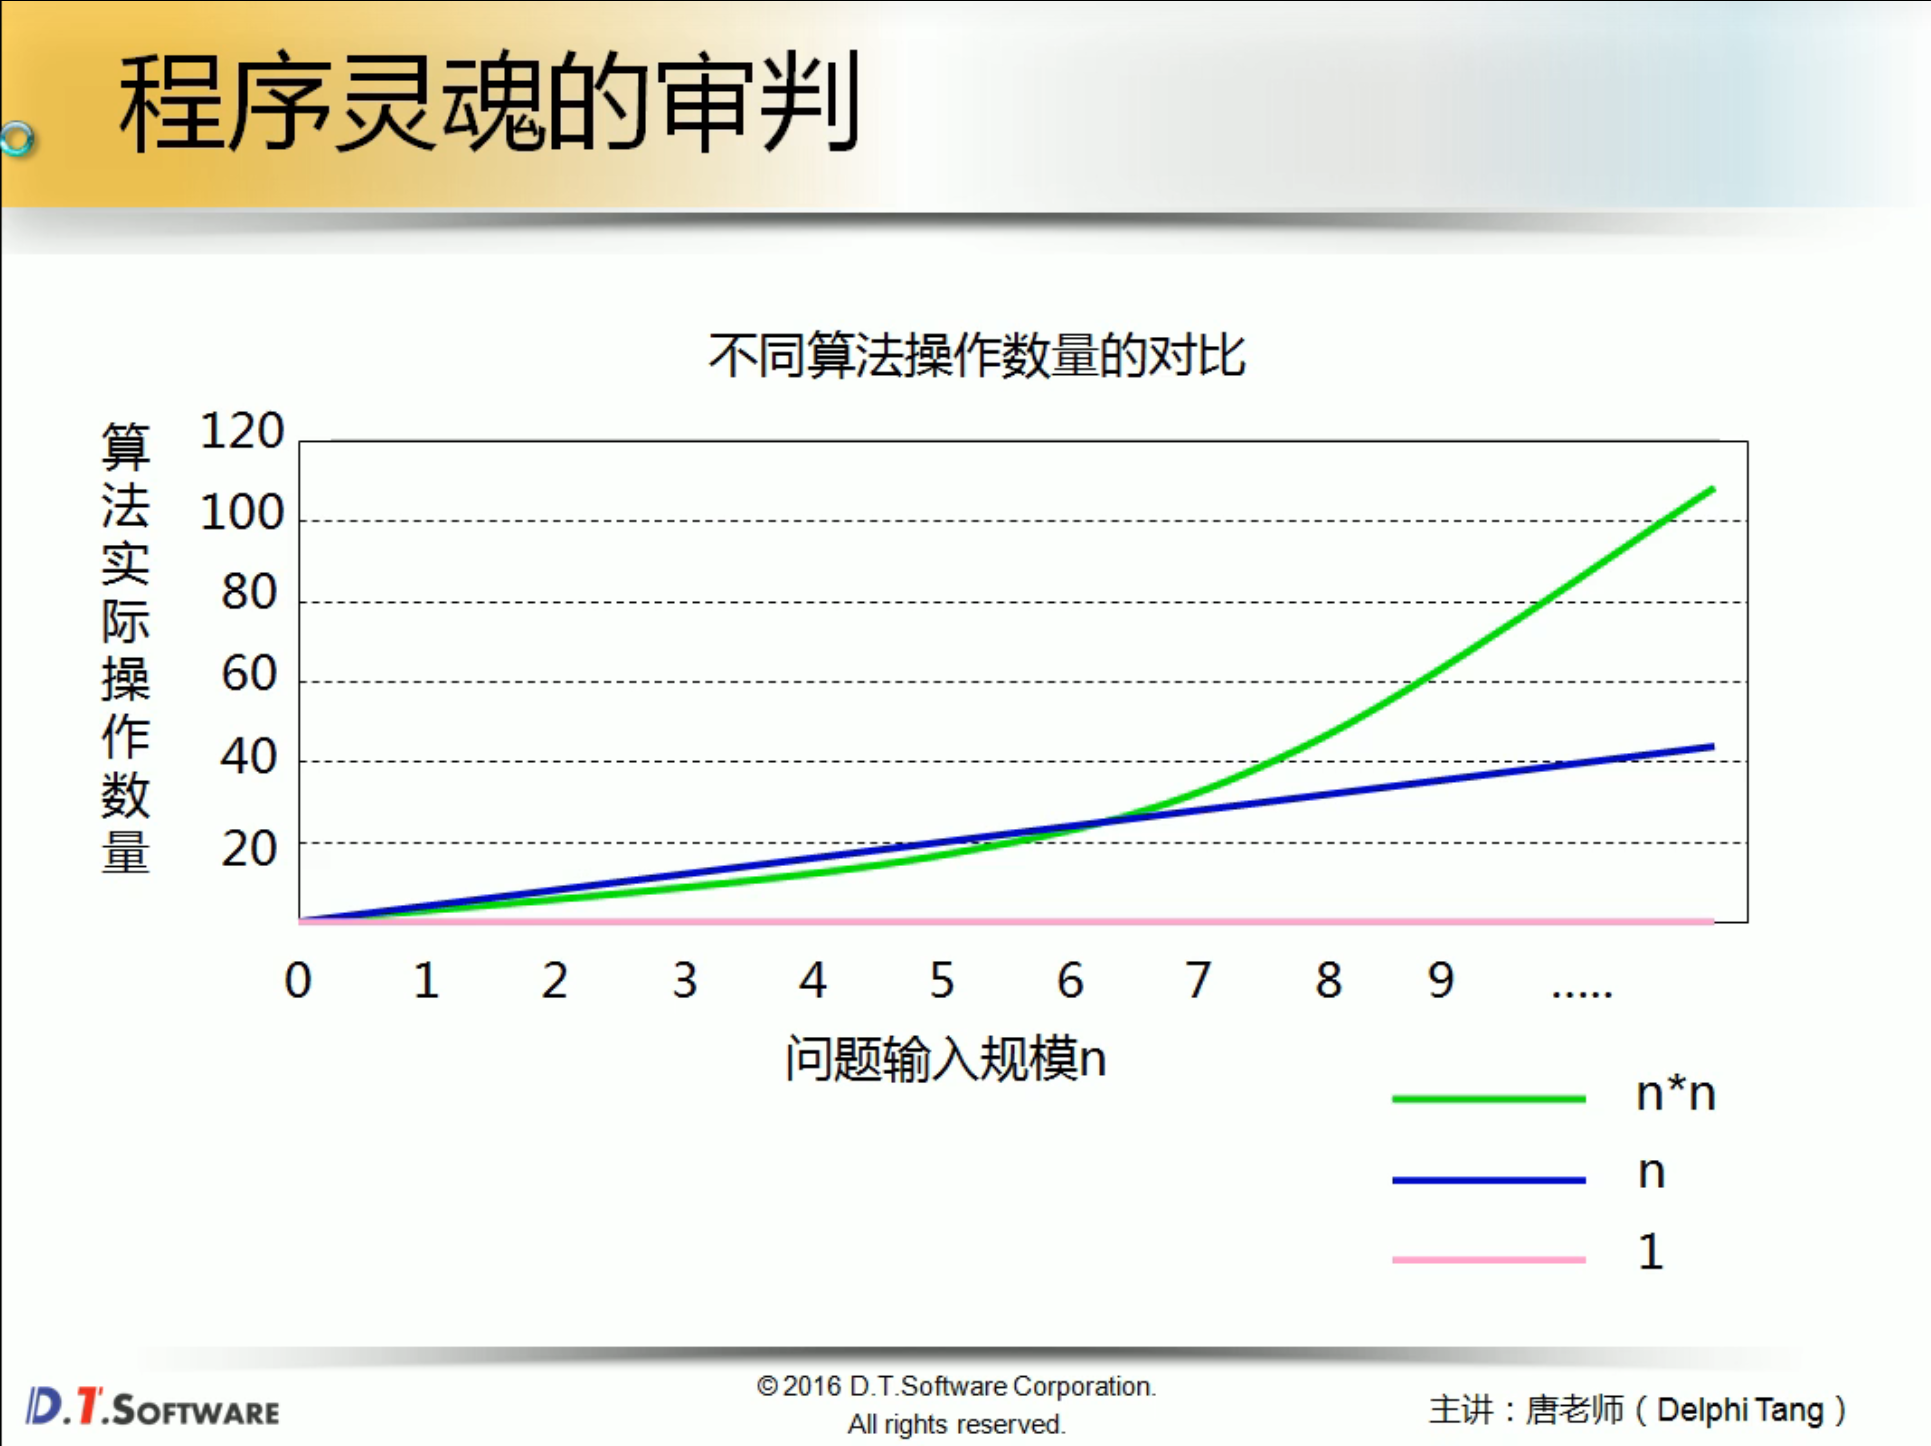 程序灵魂的审判
不同算法操作数量的对比
算法实际操作数量
120
100
80
60
40
20
0 1 2 3 4 5 6 7 8 9 .....
问题输入规模n
n*n
n
1
D.T.SOFTWARE
© 2016 D.T.Software Corporation.
All rights reserved.
主讲：唐老师（Delphi Tang）